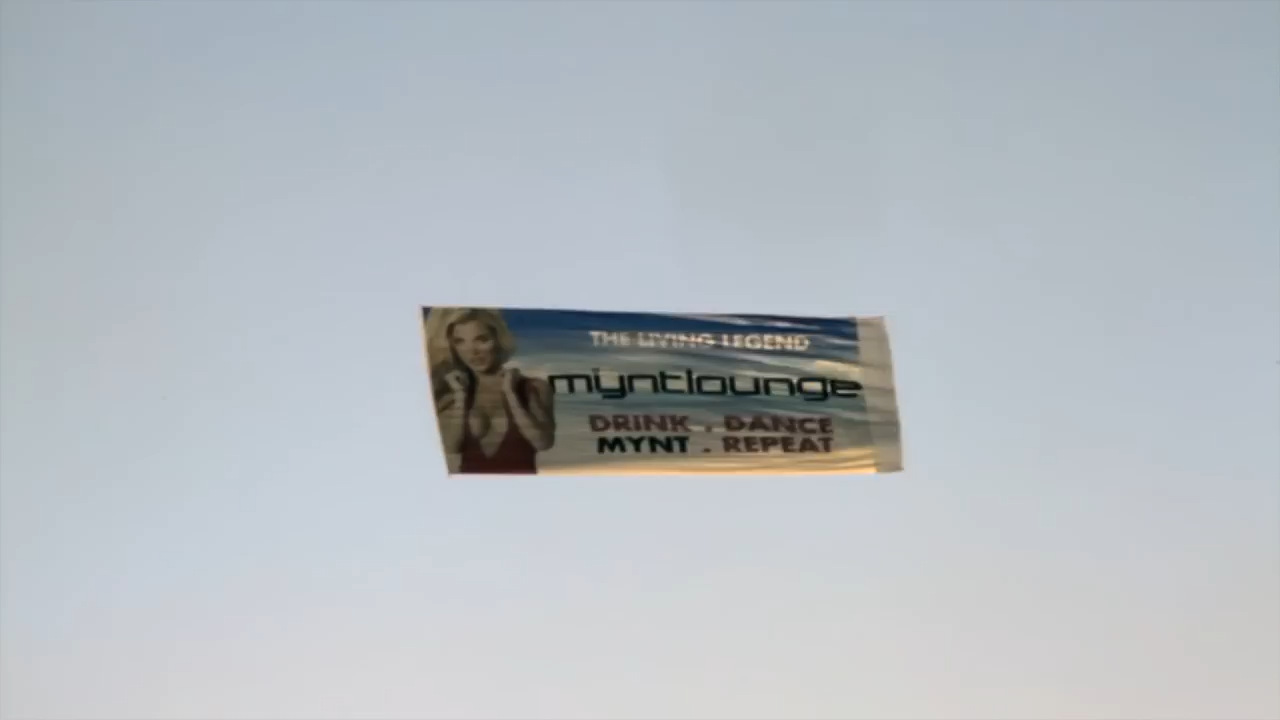 THE LIVING LEGEND
myntlounge
DRINK . DANCE
MYNT . REPEAT